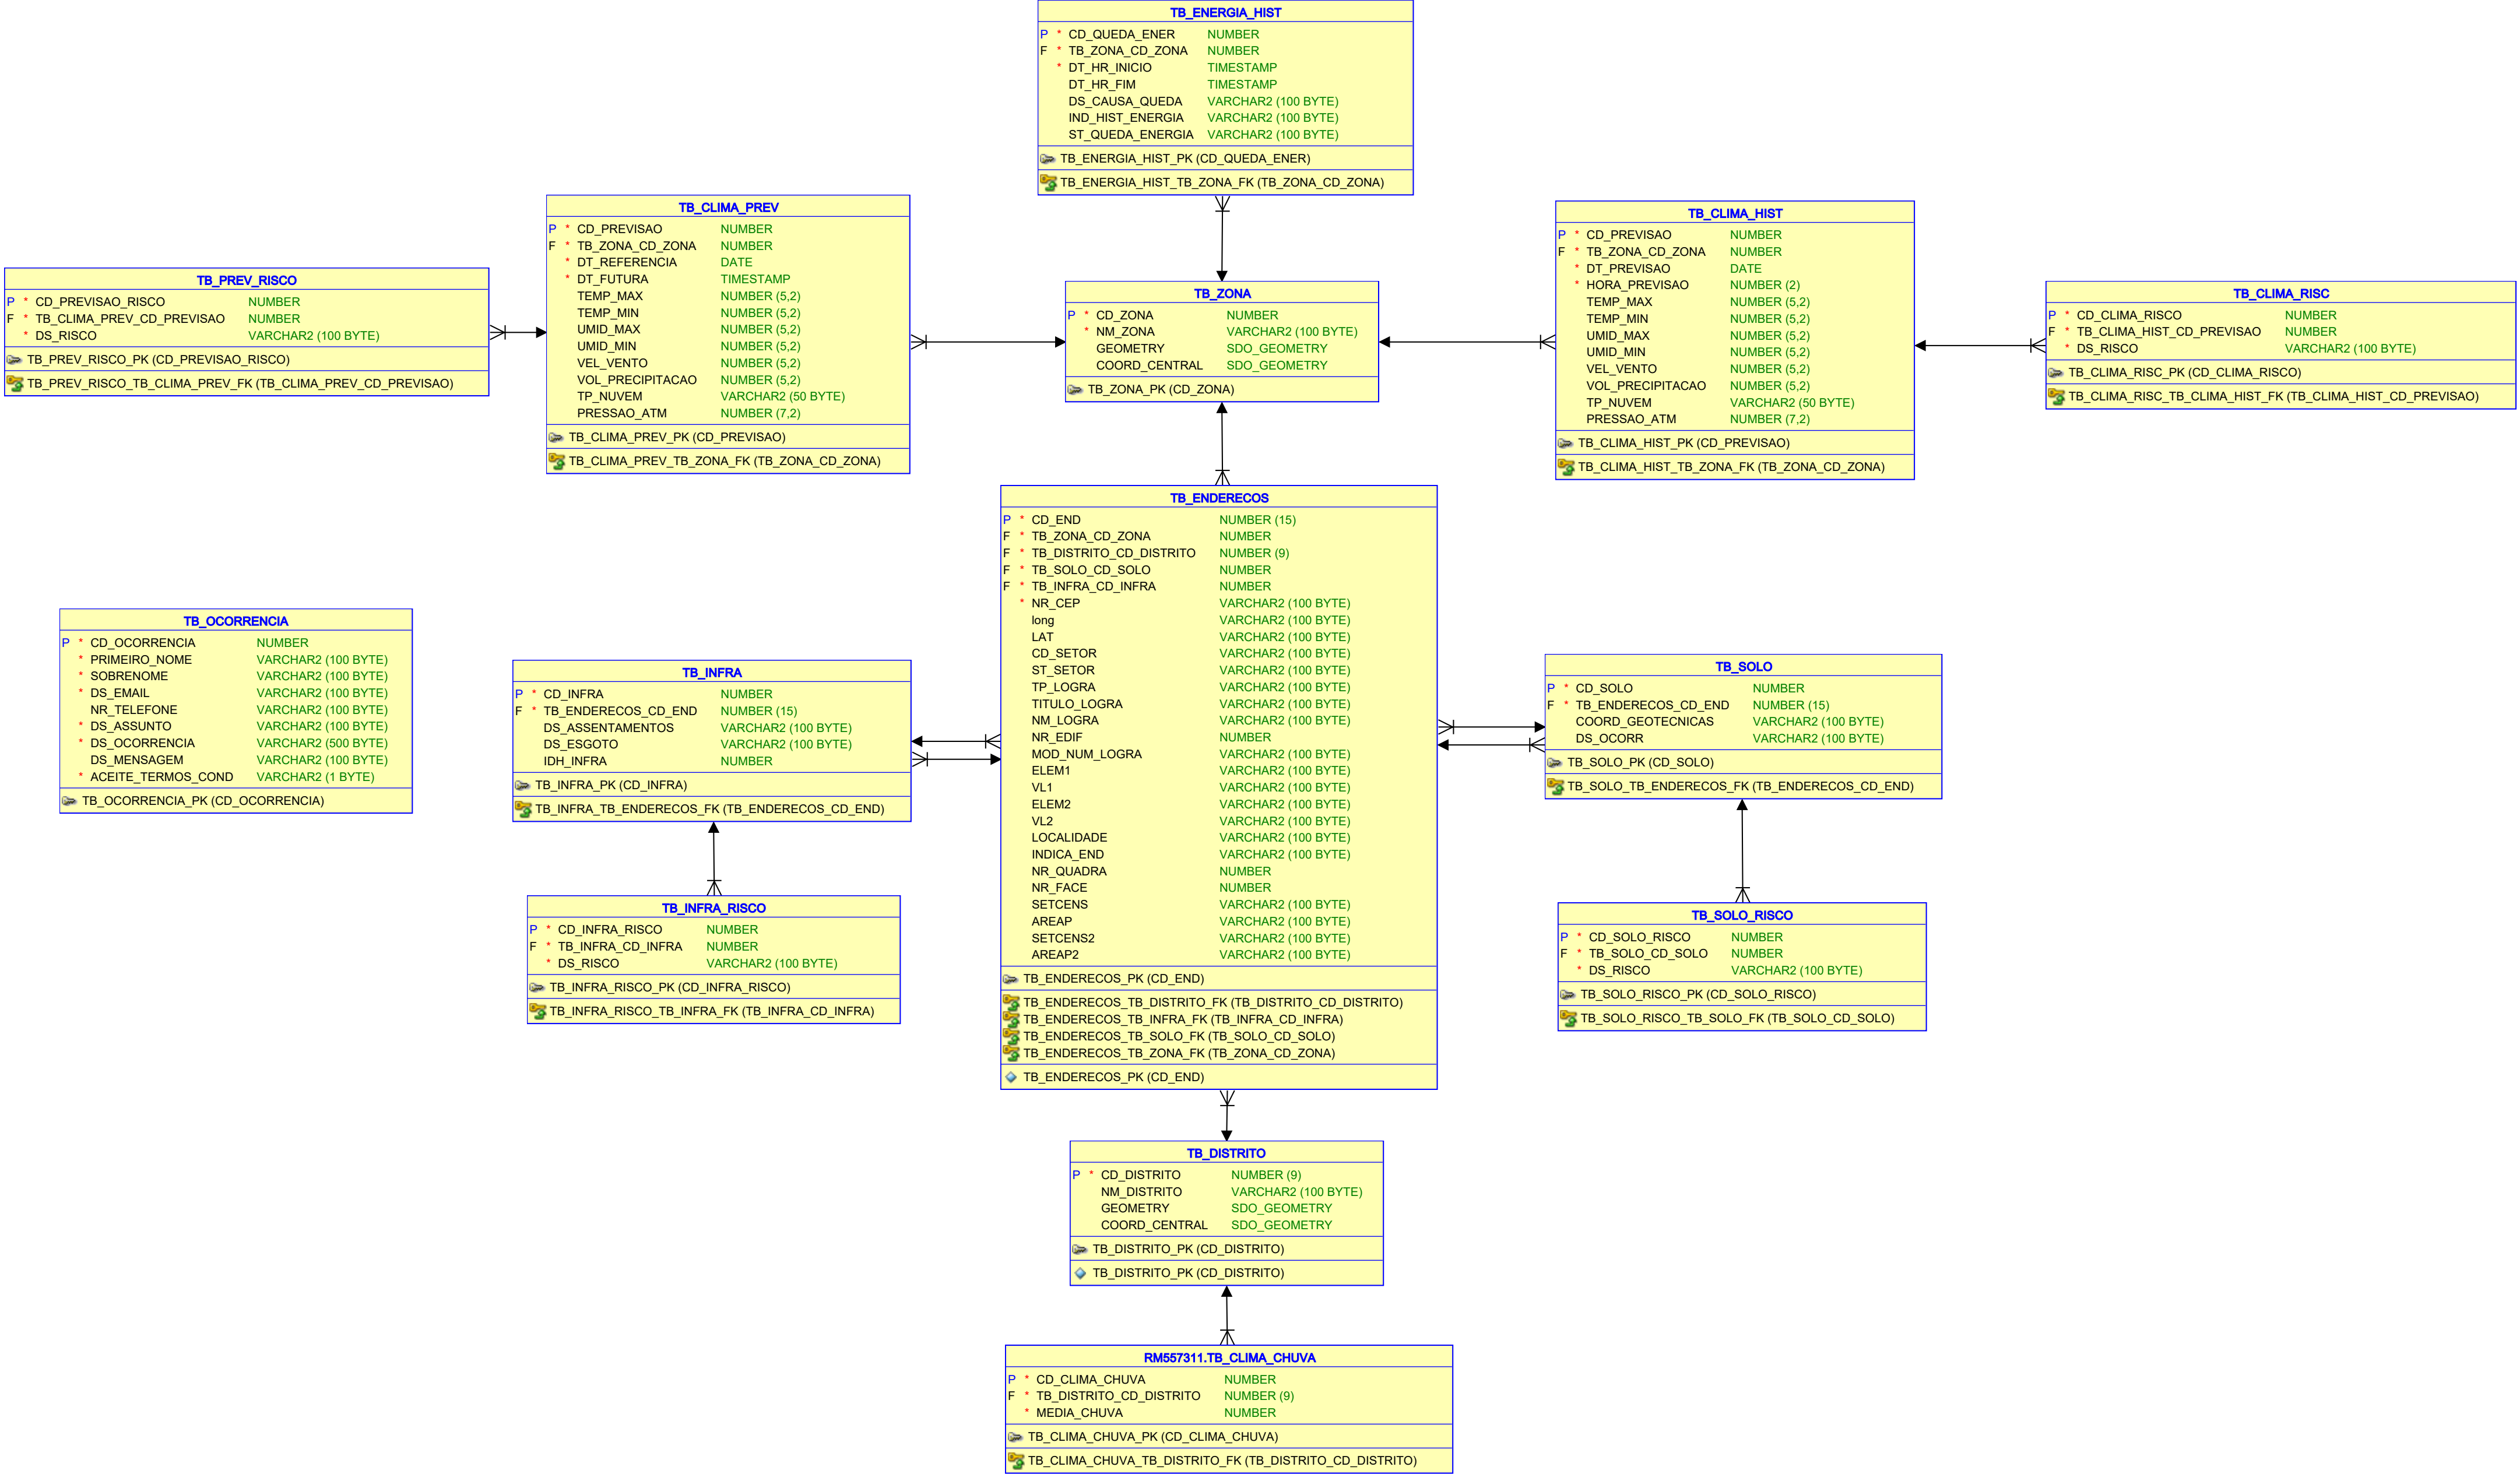 TB_ENERGIA_HIST
P * CD_QUEDA_ENER NUMBER
F * TB_ZONA_CD_ZONA NUMBER
* DT_HR_INICIO TIMESTAMP
DT_HR_FIM TIMESTAMP
DS_CAUSA_QUEDA VARCHAR2 (100 BYTE)
IND_HIST_ENERGIA VARCHAR2 (100 BYTE)
ST_QUEDA_ENERGIA VARCHAR2 (100 BYTE)
TB_ENERGIA_HIST_PK (CD_QUEDA_ENER)
TB_ENERGIA_HIST_TB_ZONA_FK (TB_ZONA_CD_ZONA)
TB_PREV_RISCO
P * CD_PREVISAO_RISCO NUMBER
F * TB_CLIMA_PREV_CD_PREVISAO NUMBER
* DS_RISCO VARCHAR2 (100 BYTE)
TB_PREV_RISCO_PK (CD_PREVISAO_RISCO)
TB_PREV_RISCO_TB_CLIMA_PREV_FK (TB_CLIMA_PREV_CD_PREVISAO)
TB_CLIMA_PREV
P * CD_PREVISAO NUMBER
F * TB_ZONA_CD_ZONA NUMBER
* DT_REFERENCIA DATE
* DT_FUTURA TIMESTAMP
TEMP_MAX NUMBER (5,2)
TEMP_MIN NUMBER (5,2)
UMID_MAX NUMBER (5,2)
UMID_MIN NUMBER (5,2)
VEL_VENTO NUMBER (5,2)
VOL_PRECIPITACAO NUMBER (5,2)
TP_NUVEM VARCHAR2 (50 BYTE)
PRESSAO_ATM NUMBER (7,2)
TB_CLIMA_PREV_PK (CD_PREVISAO)
TB_CLIMA_PREV_TB_ZONA_FK (TB_ZONA_CD_ZONA)
TB_ZONA
P * CD_ZONA NUMBER
* NM_ZONA VARCHAR2 (100 BYTE)
GEOMETRY SDO_GEOMETRY
COORD_CENTRAL SDO_GEOMETRY
TB_ZONA_PK (CD_ZONA)
TB_CLIMA_HIST
P * CD_PREVISAO NUMBER
F * TB_ZONA_CD_ZONA NUMBER
* DT_PREVISAO DATE
* HORA_PREVISAO NUMBER (2)
TEMP_MAX NUMBER (5,2)
TEMP_MIN NUMBER (5,2)
UMID_MAX NUMBER (5,2)
UMID_MIN NUMBER (5,2)
VEL_VENTO NUMBER (5,2)
VOL_PRECIPITACAO NUMBER (5,2)
TP_NUVEM VARCHAR2 (50 BYTE)
PRESSAO_ATM NUMBER (7,2)
TB_CLIMA_HIST_PK (CD_PREVISAO)
TB_CLIMA_HIST_TB_ZONA_FK (TB_ZONA_CD_ZONA)
TB_CLIMA_RISC
P * CD_CLIMA_RISCO NUMBER
F * TB_CLIMA_HIST_CD_PREVISAO NUMBER
* DS_RISCO VARCHAR2 (100 BYTE)
TB_CLIMA_RISC_PK (CD_CLIMA_RISCO)
TB_CLIMA_RISC_TB_CLIMA_HIST_FK (TB_CLIMA_HIST_CD_PREVISAO)
TB_OCORRENCIA
P * CD_OCORRENCIA NUMBER
* PRIMEIRO_NOME VARCHAR2 (100 BYTE)
* SOBRENOME VARCHAR2 (100 BYTE)
* DS_EMAIL VARCHAR2 (100 BYTE)
NR_TELEFONE VARCHAR2 (100 BYTE)
* DS_ASSUNTO VARCHAR2 (100 BYTE)
* DS_OCORRENCIA VARCHAR2 (500 BYTE)
DS_MENSAGEM VARCHAR2 (100 BYTE)
* ACEITE_TERMOS_COND VARCHAR2 (1 BYTE)
TB_OCORRENCIA_PK (CD_OCORRENCIA)
TB_INFRA
P * CD_INFRA NUMBER
F * TB_ENDERECOS_CD_END NUMBER (15)
DS_ASSENTAMENTOS VARCHAR2 (100 BYTE)
DS_ESGOTO VARCHAR2 (100 BYTE)
IDH_INFRA NUMBER
TB_INFRA_PK (CD_INFRA)
TB_INFRA_TB_ENDERECOS_FK (TB_ENDERECOS_CD_END)
TB_INFRA_RISCO
P * CD_INFRA_RISCO NUMBER
F * TB_INFRA_CD_INFRA NUMBER
* DS_RISCO VARCHAR2 (100 BYTE)
TB_INFRA_RISCO_PK (CD_INFRA_RISCO)
TB_INFRA_RISCO_TB_INFRA_FK (TB_INFRA_CD_INFRA)
TB_ENDERECOS
P * CD_END NUMBER (15)
F * TB_ZONA_CD_ZONA NUMBER
F * TB_DISTRITO_CD_DISTRITO NUMBER (9)
F * TB_SOLO_CD_SOLO NUMBER
F * TB_INFRA_CD_INFRA NUMBER
* NR_CEP VARCHAR2 (100 BYTE)
long VARCHAR2 (100 BYTE)
LAT VARCHAR2 (100 BYTE)
CD_SETOR VARCHAR2 (100 BYTE)
ST_SETOR VARCHAR2 (100 BYTE)
TP_LOGRA VARCHAR2 (100 BYTE)
TITULO_LOGRA VARCHAR2 (100 BYTE)
NM_LOGRA VARCHAR2 (100 BYTE)
NR_EDIF NUMBER
MOD_NUM_LOGRA VARCHAR2 (100 BYTE)
ELEM1 VARCHAR2 (100 BYTE)
VL1 VARCHAR2 (100 BYTE)
ELEM2 VARCHAR2 (100 BYTE)
VL2 VARCHAR2 (100 BYTE)
LOCALIDADE VARCHAR2 (100 BYTE)
INDICA_END VARCHAR2 (100 BYTE)
NR_QUADRA NUMBER
NR_FACE NUMBER
SETCENS VARCHAR2 (100 BYTE)
AREAP VARCHAR2 (100 BYTE)
SETCENS2 VARCHAR2 (100 BYTE)
AREAP2 VARCHAR2 (100 BYTE)
TB_ENDERECOS_PK (CD_END)
TB_ENDERECOS_TB_DISTRITO_FK (TB_DISTRITO_CD_DISTRITO)
TB_ENDERECOS_TB_INFRA_FK (TB_INFRA_CD_INFRA)
TB_ENDERECOS_TB_SOLO_FK (TB_SOLO_CD_SOLO)
TB_ENDERECOS_TB_ZONA_FK (TB_ZONA_CD_ZONA)
TB_ENDERECOS_PK (CD_END)
TB_SOLO
P * CD_SOLO NUMBER
F * TB_ENDERECOS_CD_END NUMBER (15)
COORD_GEOTECNICAS VARCHAR2 (100 BYTE)
DS_OCORR VARCHAR2 (100 BYTE)
TB_SOLO_PK (CD_SOLO)
TB_SOLO_TB_ENDERECOS_FK (TB_ENDERECOS_CD_END)
TB_SOLO_RISCO
P * CD_SOLO_RISCO NUMBER
F * TB_SOLO_CD_SOLO NUMBER
* DS_RISCO VARCHAR2 (100 BYTE)
TB_SOLO_RISCO_PK (CD_SOLO_RISCO)
TB_SOLO_RISCO_TB_SOLO_FK (TB_SOLO_CD_SOLO)
TB_DISTRITO
P * CD_DISTRITO NUMBER (9)
NM_DISTRITO VARCHAR2 (100 BYTE)
GEOMETRY SDO_GEOMETRY
COORD_CENTRAL SDO_GEOMETRY
TB_DISTRITO_PK (CD_DISTRITO)
TB_DISTRITO_PK (CD_DISTRITO)
RM557311.TB_CLIMA_CHUVA
P * CD_CLIMA_CHUVA NUMBER
F * TB_DISTRITO_CD_DISTRITO NUMBER (9)
* MEDIA_CHUVA NUMBER
TB_CLIMA_CHUVA_PK (CD_CLIMA_CHUVA)
TB_CLIMA_CHUVA_TB_DISTRITO_FK (TB_DISTRITO_CD_DISTRITO)